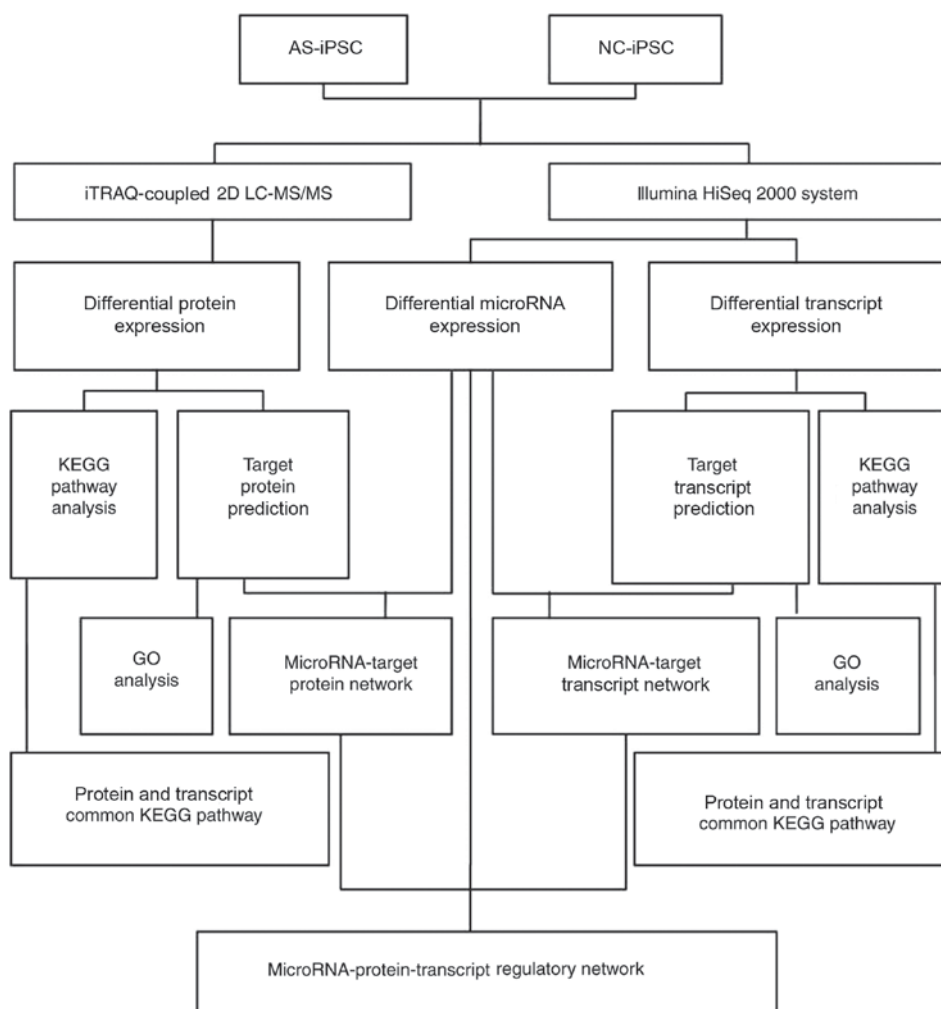 AS-iPSC
NC-iPSC
iTRAQ-coupled 2D LC-MS/MS
Illumina HiSeq 2000 system
Differential protein
expression
Differential microRNA
expression
Differential transcript
expression
KEGG
pathway
analysis
Target
protein
prediction
Target
transcript
prediction
KEGG
pathway
analysis
GO
analysis
MicroRNA-target
protein network
MicroRNA-target
transcript network
GO
analysis
Protein and transcript
common KEGG pathway
Protein and transcript
common KEGG pathway
MicroRNA-protein-transcript regulatory network